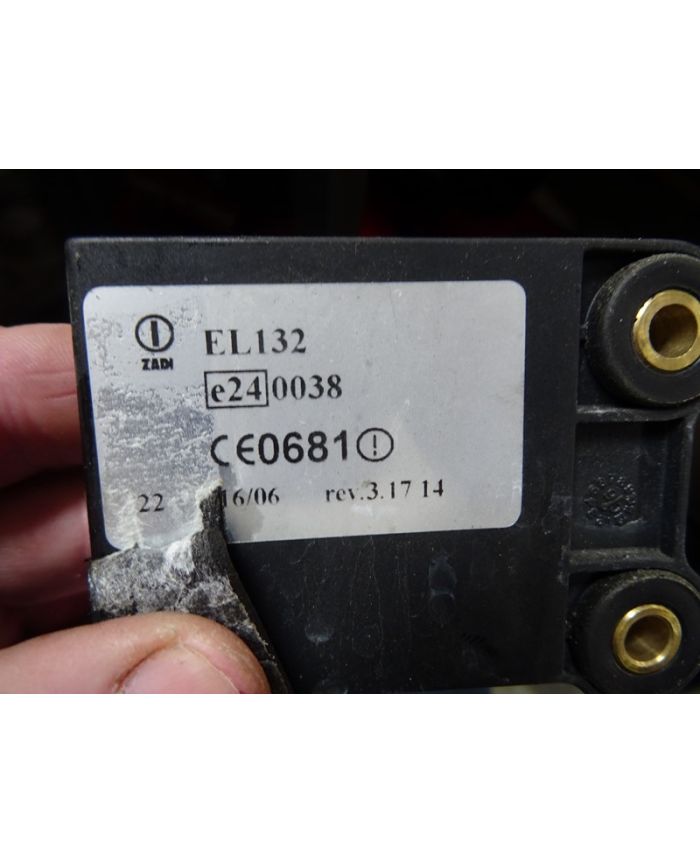 ZADI
EL132
e24 0038
CE0681
22 16/06 rev.3.17 14